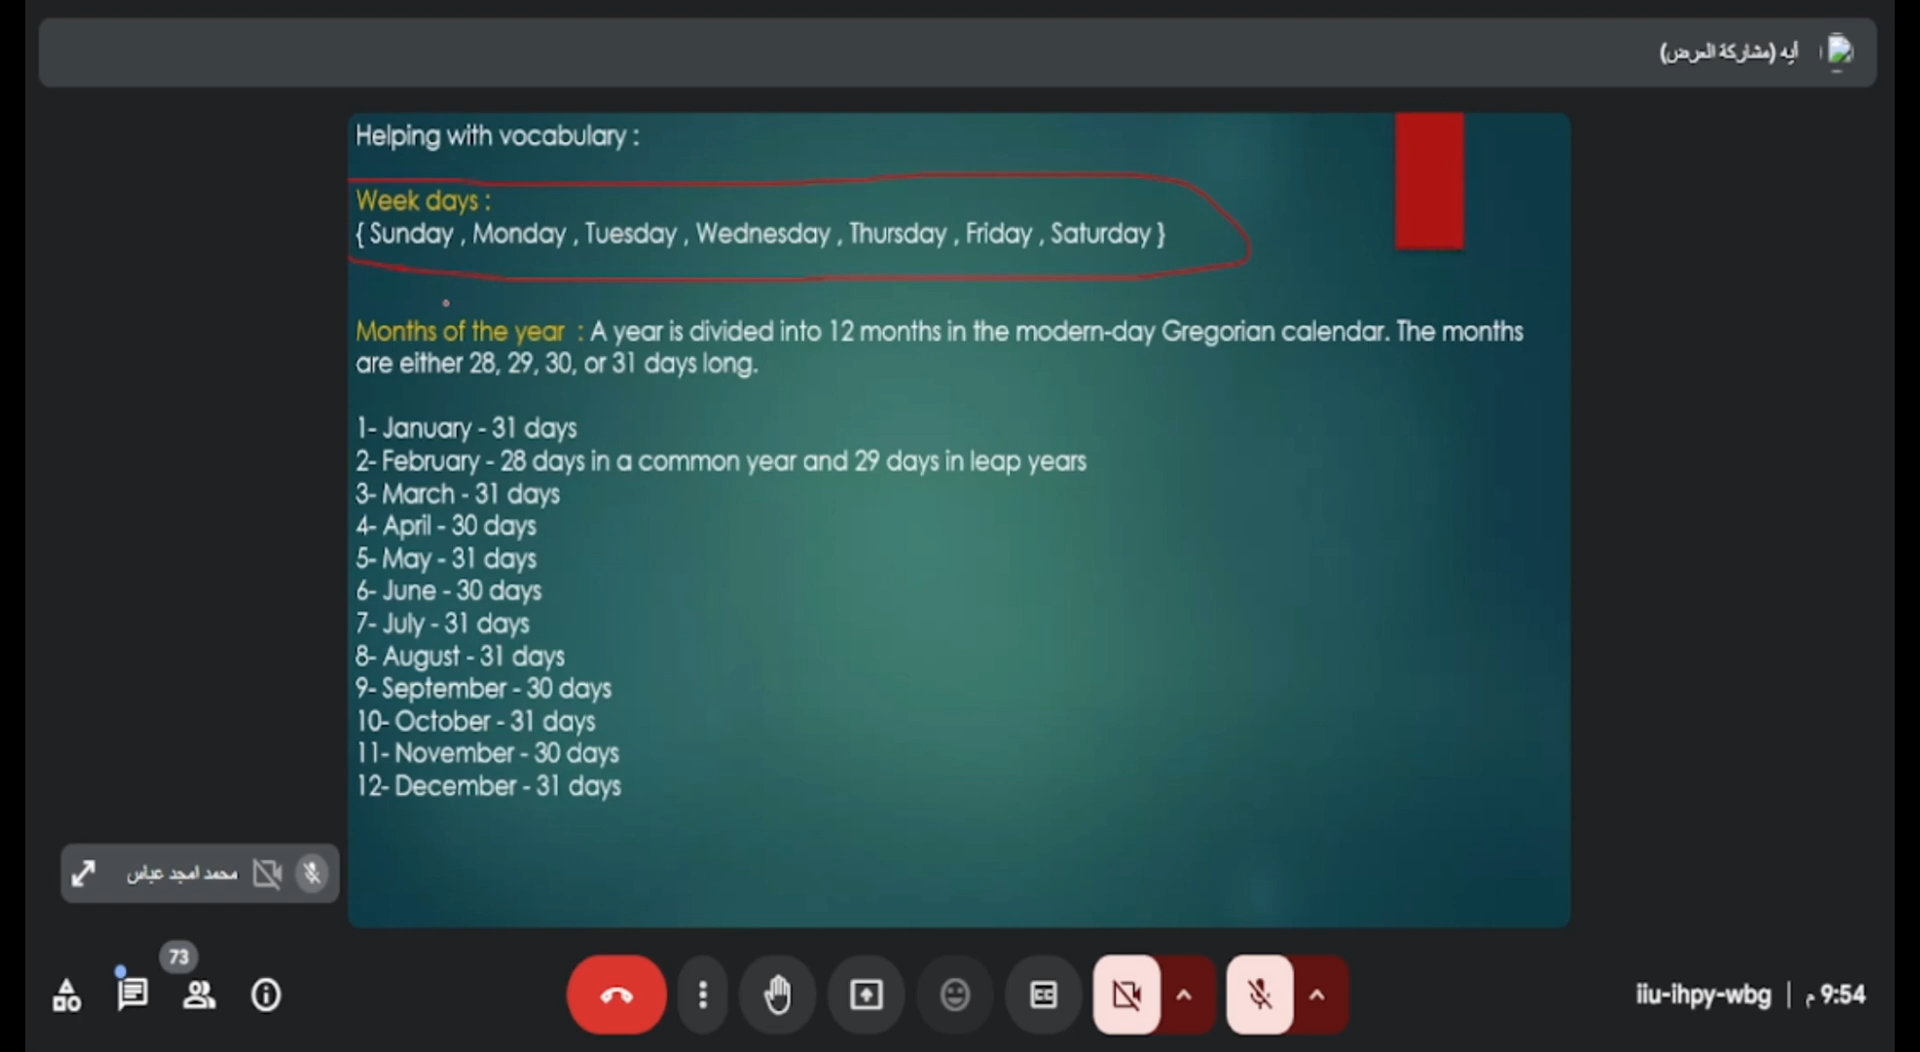 أيه (مشاركة العرض)
Helping with vocabulary :
Week days :
{ Sunday , Monday , Tuesday , Wednesday , Thursday , Friday , Saturday }
Months of the year : A year is divided into 12 months in the modern-day Gregorian calendar. The months
are either 28, 29, 30, or 31 days long.
1- January - 31 days
2- February - 28 days in a common year and 29 days in leap years
3- March - 31 days
4- April - 30 days
5- May - 31 days
6- June - 30 days
7- July - 31 days
8- August - 31 days
9- September - 30 days
10- October - 31 days
11- November - 30 days
12- December - 31 days
محمد امجد عباس
73
CC
iiu-ihpy-wbg | 9:54 م